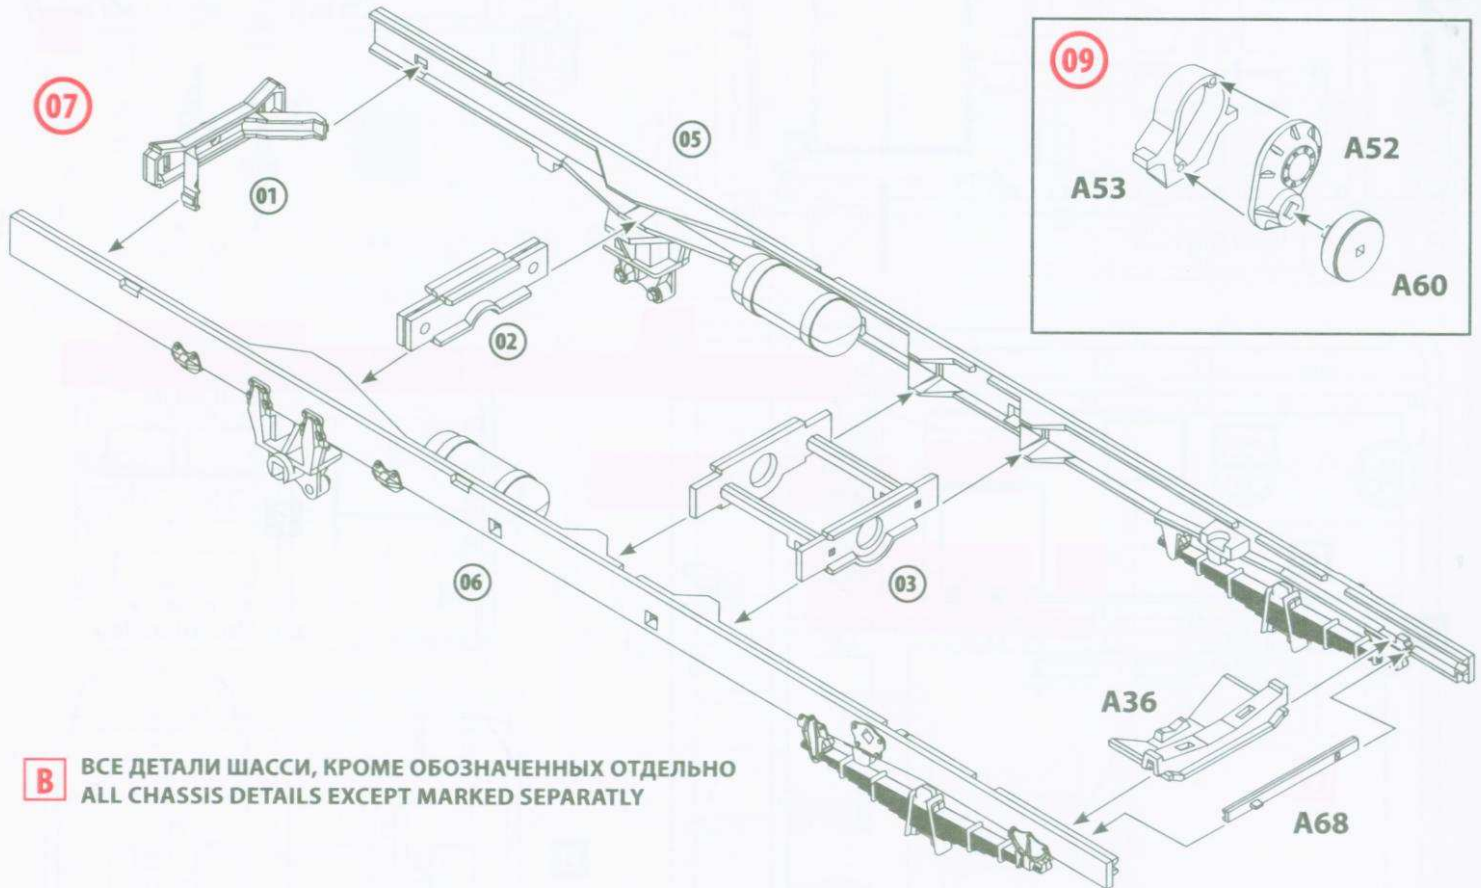 07
01
05
02
06
03
09
A53
A52
A60
A36
A68
B
ВСЕ ДЕТАЛИ ШАССИ, КРОМЕ ОБОЗНАЧЕННЫХ ОТДЕЛЬНО
ALL CHASSIS DETAILS EXCEPT MARKED SEPARATLY